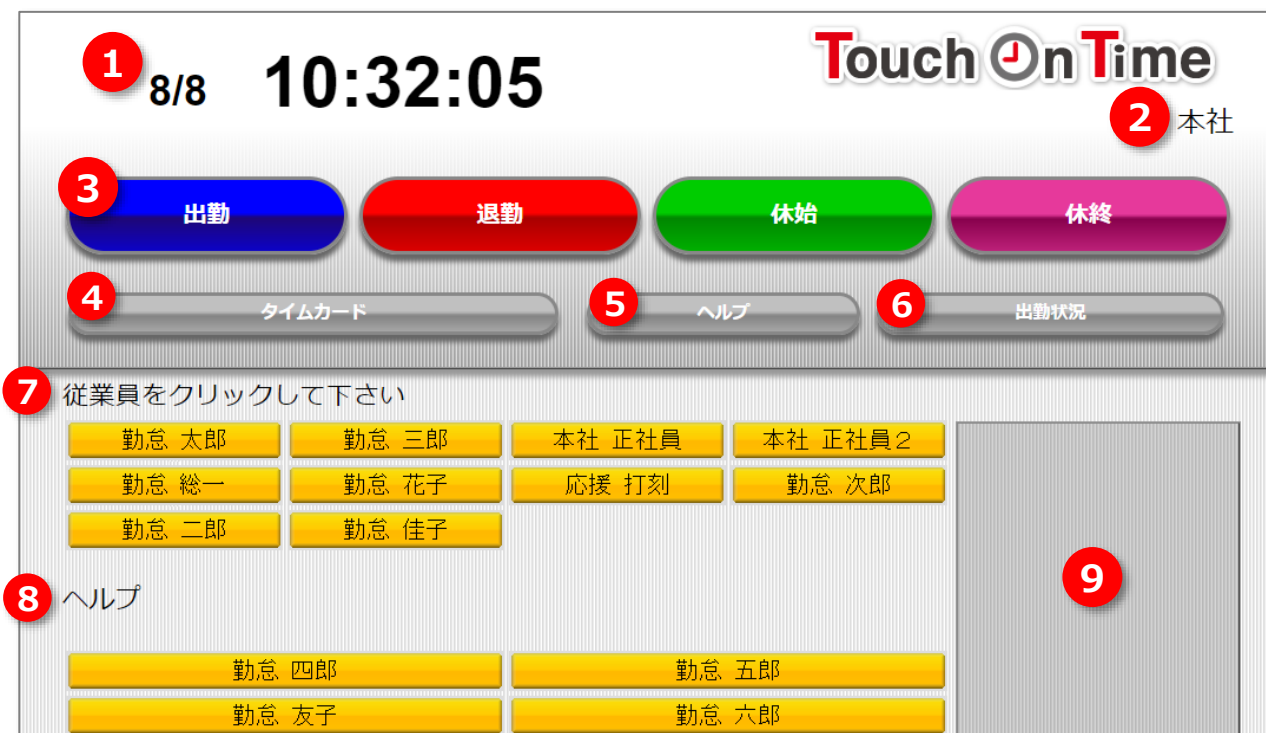 1 8/8 10:32:05 Touch On Time
2 本社
3 出勤 退勤 休始 休終
4 タイムカード 5 ヘルプ 6 出勤状況
7 従業員をクリックして下さい
勤怠 太郎 勤怠 三郎 本社 正社員 本社 正社員2
勤怠 総一 勤怠 花子 応援 打刻 勤怠 次郎
勤怠 二郎 勤怠 佳子
9
8 ヘルプ
勤怠 四郎 勤怠 五郎
勤怠 友子 勤怠 六郎